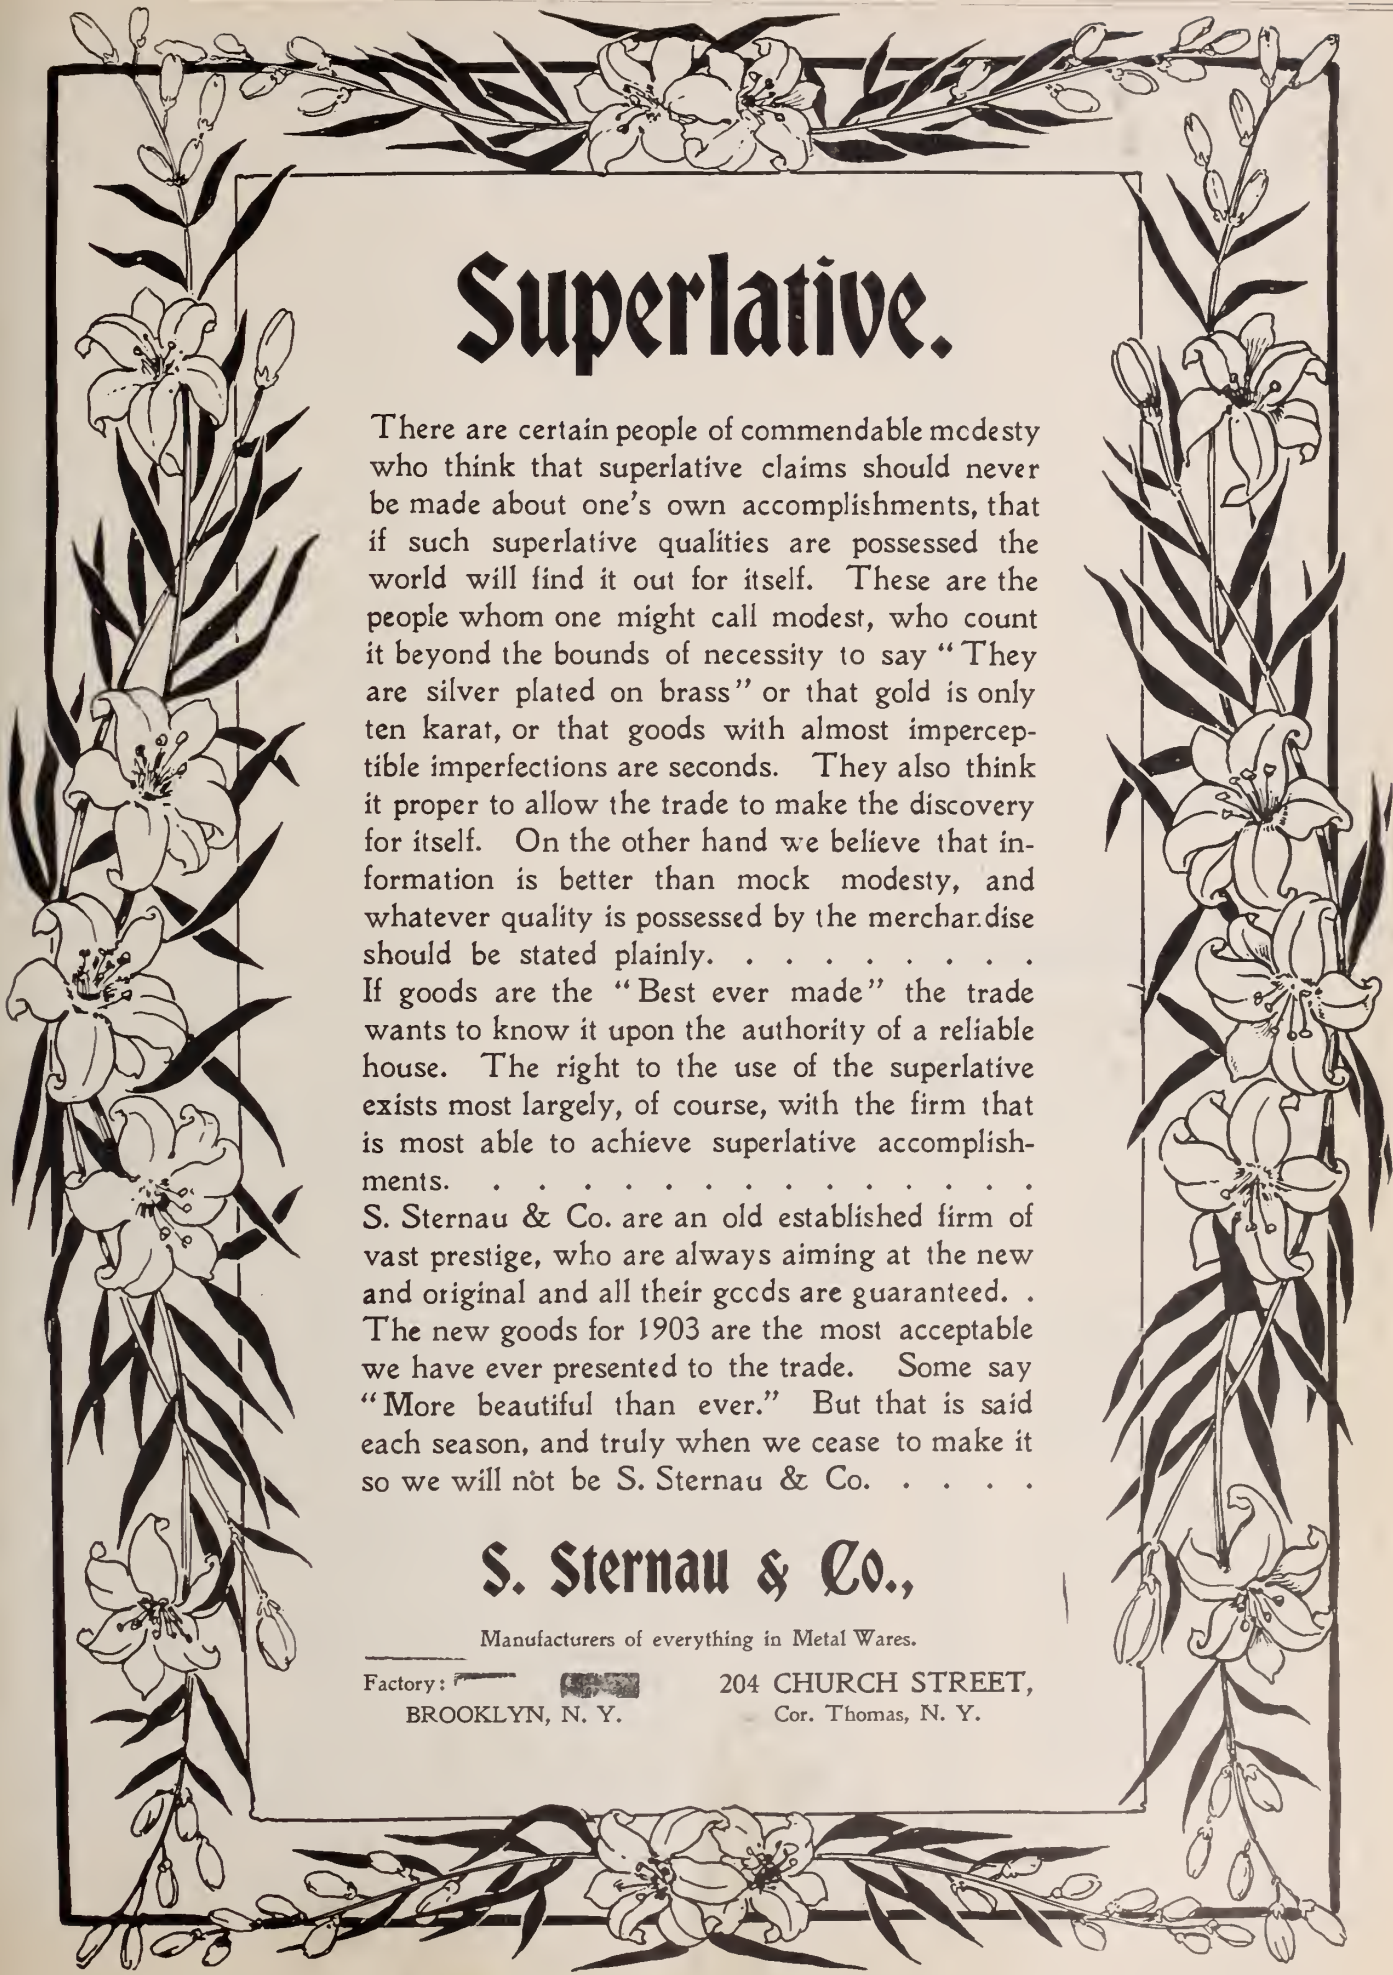 Superlative.
There are certain people of commendable modesty
who think that superlative claims should never
be made about one's own accomplishments, that
if such superlative qualities are possessed the
world will find it out for itself. These are the
people whom one might call modest, who count
it beyond the bounds of necessity to say "They
are silver plated on brass" or that gold is only
ten karat, or that goods with almost impercep-
tible imperfections are seconds. They also think
it proper to allow the trade to make the discovery
for itself. On the other hand we believe that in-
formation is better than mock modesty, and
whatever quality is possessed by the merchandise
should be stated plainly. . . . . . . . .
If goods are the "Best ever made" the trade
wants to know it upon the authority of a reliable
house. The right to the use of the superlative
exists most largely, of course, with the firm that
is most able to achieve superlative accomplish-
ments. . . . . . . . . . . . . .
S. Sternau & Co. are an old established firm of
vast prestige, who are always aiming at the new
and original and all their goods are guaranteed. .
The new goods for 1903 are the most acceptable
we have ever presented to the trade. Some say
"More beautiful than ever." But that is said
each season, and truly when we cease to make it
so we will not be S. Sternau & Co. . . . .
S. Sternau & Co.,
Manufacturers of everything in Metal Wares.
Factory:
BROOKLYN, N. Y.
204 CHURCH STREET,
Cor. Thomas, N. Y.